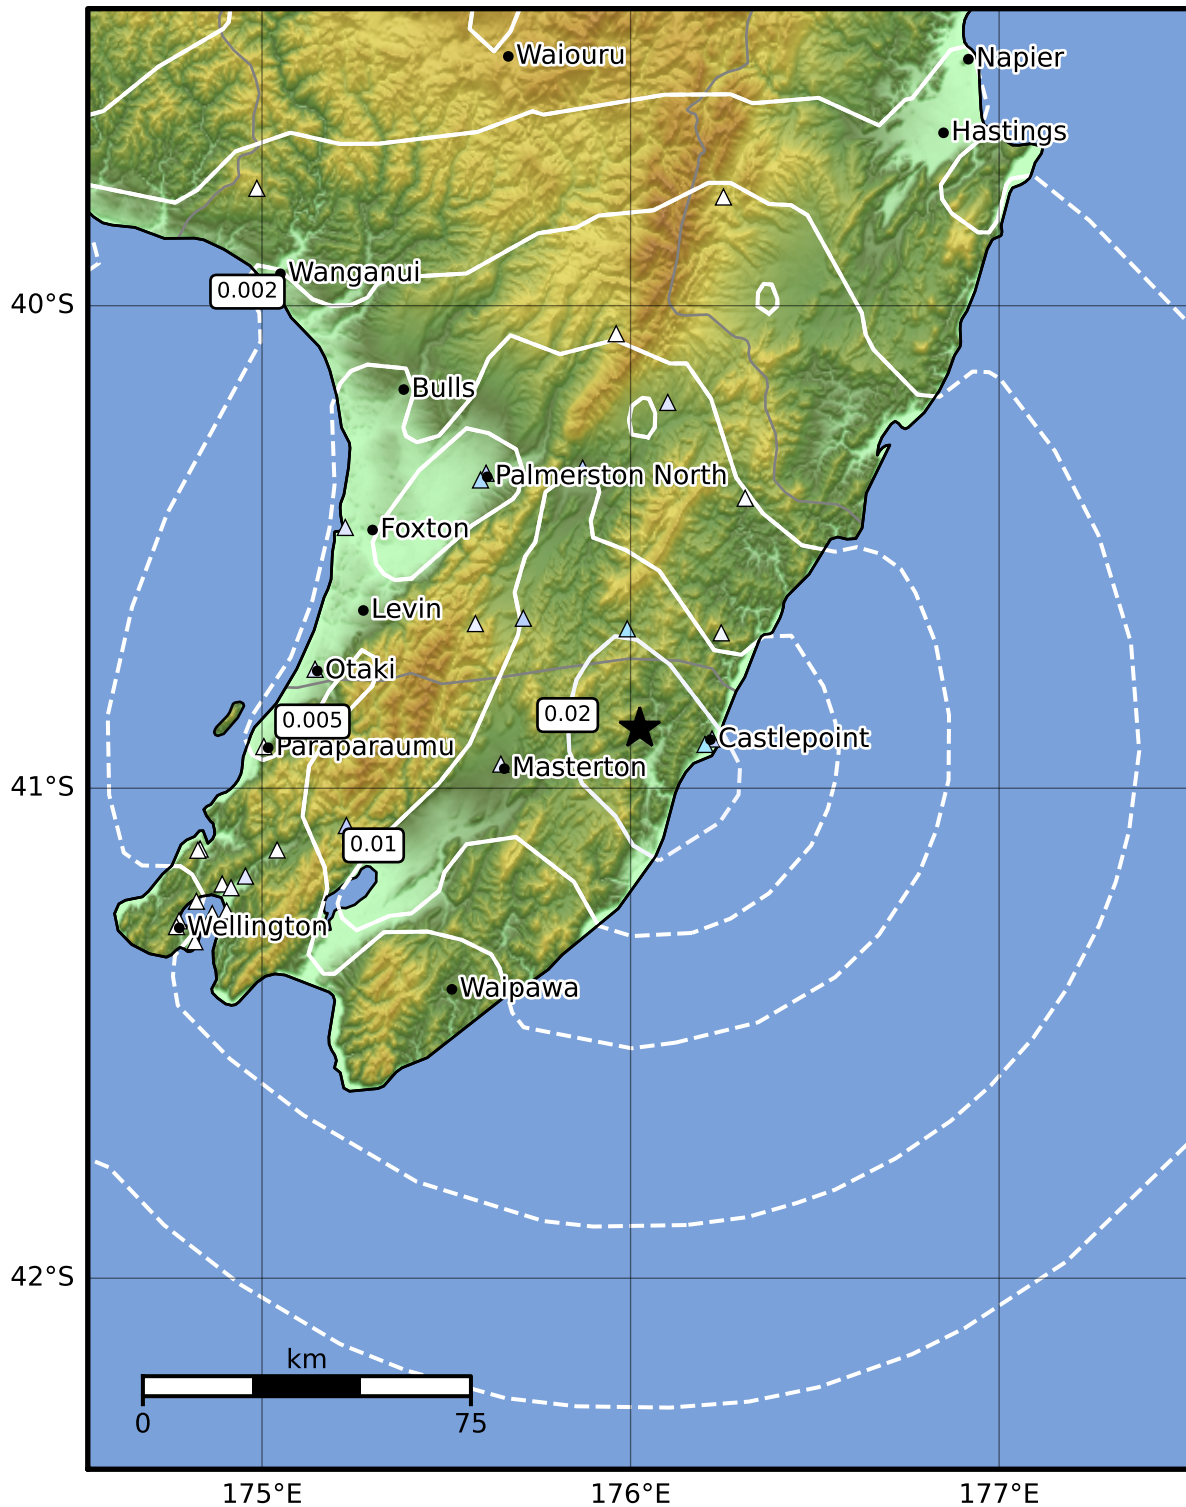 Waiouru
Napier
Hastings
Wanganui
0.002
40°S
Bulls
Palmerston North
Foxton
Levin
Otaki
0.005
0.02
Castlepoint
Paraparaumu
Masterton
41°S
0.01
Wellington
Waipawa
42°S
km
0
75
175°E
176°E
177°E